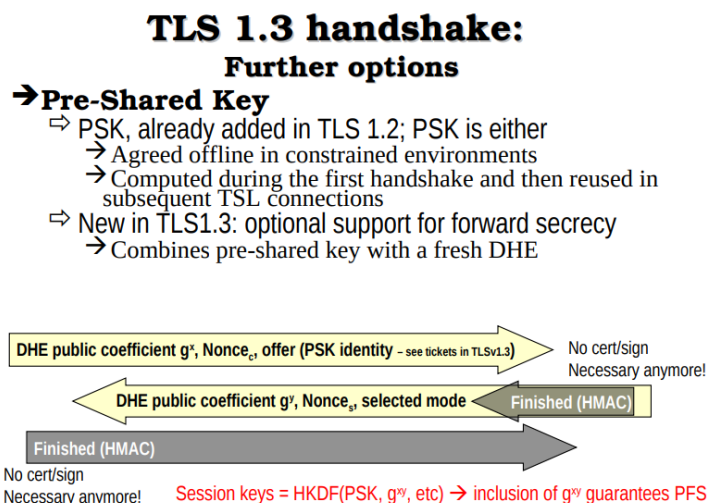 TLS 1.3 handshake:
Further options
➔Pre-Shared Key
⇨ PSK, already added in TLS 1.2; PSK is either
→ Agreed offline in constrained environments
→ Computed during the first handshake and then reused in
subsequent TSL connections
⇨ New in TLS1.3: optional support for forward secrecy
→ Combines pre-shared key with a fresh DHE
DHE public coefficient gˣ, Nonce꜀, offer (PSK identity – see tickets in TLSv1.3)
No cert/sign
Necessary anymore!
DHE public coefficient gʸ, Nonceₛ, selected mode
Finished (HMAC)
Finished (HMAC)
No cert/sign
Necessary anymore!
Session keys = HKDF(PSK, gˣʸ, etc) → inclusion of gˣʸ guarantees PFS